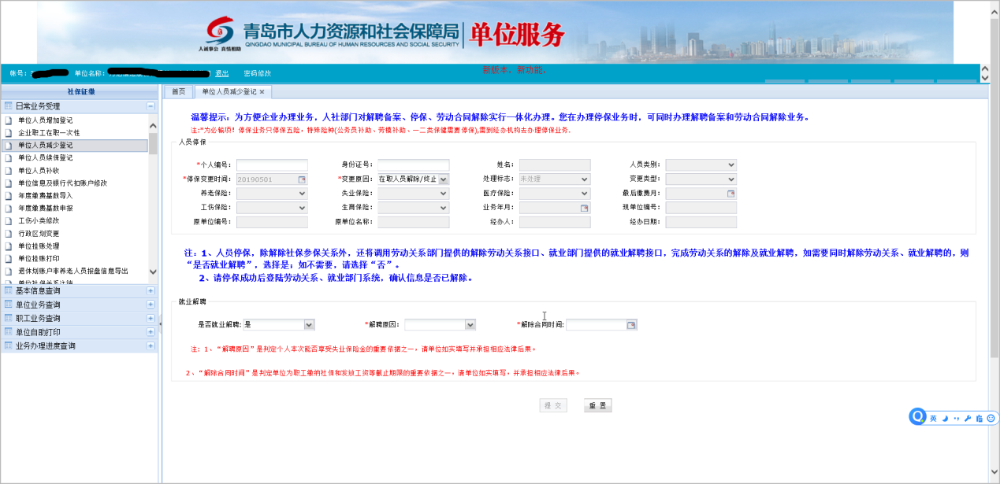 青岛市人力资源和社会保障局
单位服务
QINGDAO MUNICIPAL BUREAU OF HUMAN RESOURCES AND SOCIAL SECURITY
人诚事公 真情相助
帐号:
单位名称:
退出
密码修改
新版本、新功能,
社保征缴
首页
单位人员减少登记
日常业务受理
单位人员增加登记
企业职工在职一次性
单位人员减少登记
单位人员续保登记
单位人员补收
单位信息及银行代扣账户修改
年度缴费基数导入
年度缴费基数申报
工伤小类修改
行政区划变更
单位挂账处理
单位挂账打印
退休划账户率养老人员报盘信息导出
单位社保关系注销
基本信息查询
单位业务查询
职工业务查询
单位自助打印
业务办理进度查询
温馨提示: 为方便企业办理业务, 人社部门对解聘备案、停保、劳动合同解除实行一体化办理。您在办理停保业务时, 可同时办理解聘备案和劳动合同解除业务。
注:*为必输项! 停保业务只停保五险, 特殊险种(公务员补助、劳模补助、一二类保健需要停保),需到经办机构去办理停保业务.
人员停保
*个人编号:
身份证号:
姓名:
人员类别:
*停保变更时间: 20190501
*变更原因: 在职人员解除/终止
处理标志: 未处理
变更类型:
养老保险:
失业保险:
医疗保险:
最后缴费月:
工伤保险:
生育保险:
业务年月:
现单位编号:
原单位编号:
原单位名称:
经办人:
经办日期:
注: 1、人员停保, 除解除社保参保关系外, 还将调用劳动关系部门提供的解除劳动关系接口、就业部门提供的就业解聘接口, 完成劳动关系的解除及就业解聘, 如需要同时解除劳动关系、就业解聘的, 则
“是否就业解聘”, 选择是; 如不需要, 请选择“否”。
2、请停保成功后登陆劳动关系、就业部门系统, 确认信息是否已解除。
就业解聘
是否就业解聘: 是
*解聘原因:
*解除合同时间:
注: 1、“解聘原因”是判定个人本次能否享受失业保险金的重要依据之一, 请单位如实填写并承担相应法律后果。
2、“解除合同时间”是判定单位为职工缴纳社保和发放工资等截止期限的重要依据之一, 请单位如实填写, 并承担相应法律后果。
提 交
重 置
英